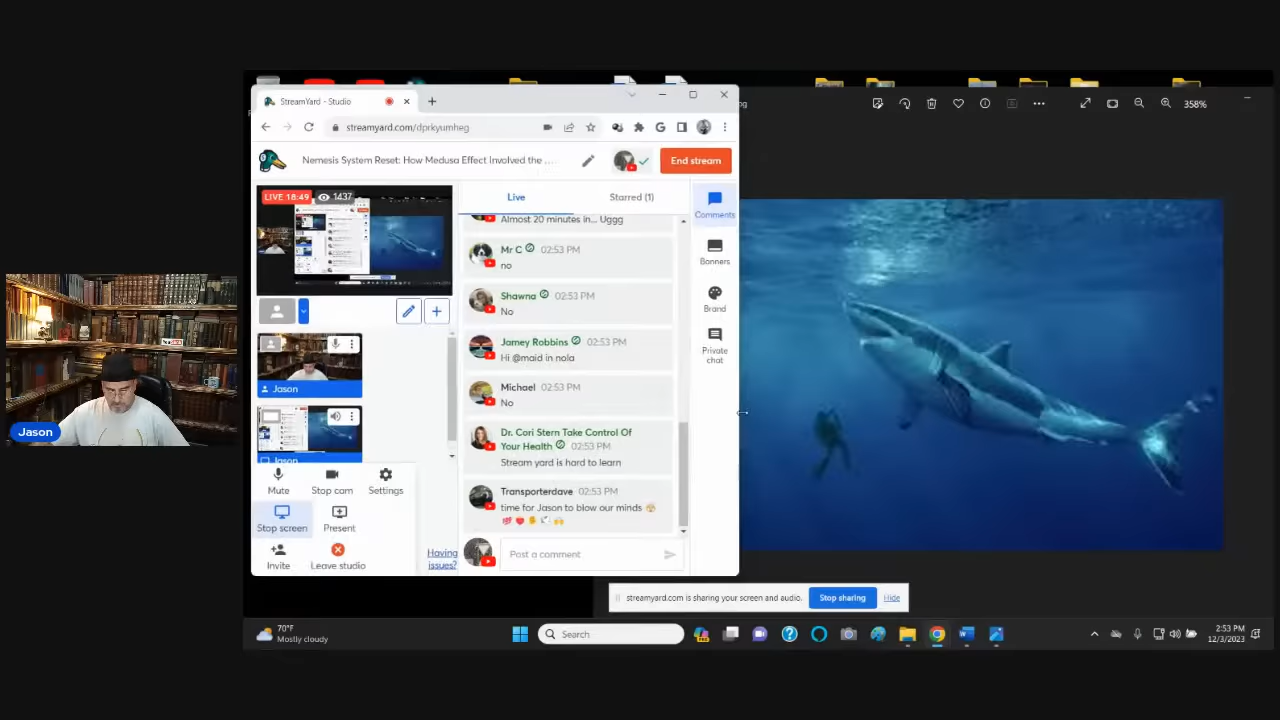 StreamYard - Studio
og
358%
streamyard.com/dprkyumheg
Nemesis System Reset: How Medusa Effect Involved the ...
End stream
LIVE 18:49
1437
Live
Starred (1)
Comments
Banners
Brand
Private
chat
Almost 20 minutes in... Uggg
Mr C 02:53 PM
no
Shawna 02:53 PM
No
Jamey Robbins 02:53 PM
Hi @maid in nola
Michael 02:53 PM
No
Dr. Cori Stern Take Control Of
Your Health 02:53 PM
Stream yard is hard to learn
Transporterdave 02:53 PM
time for Jason to blow our minds
Post a comment
Jason
Jason
Mute
Stop cam
Settings
Stop screen
Present
Invite
Leave studio
Having
issues?
Jason
streamyard.com is sharing your screen and audio.
Stop sharing
Hide
70°F
Mostly cloudy
Search
2:53 PM
12/3/2023